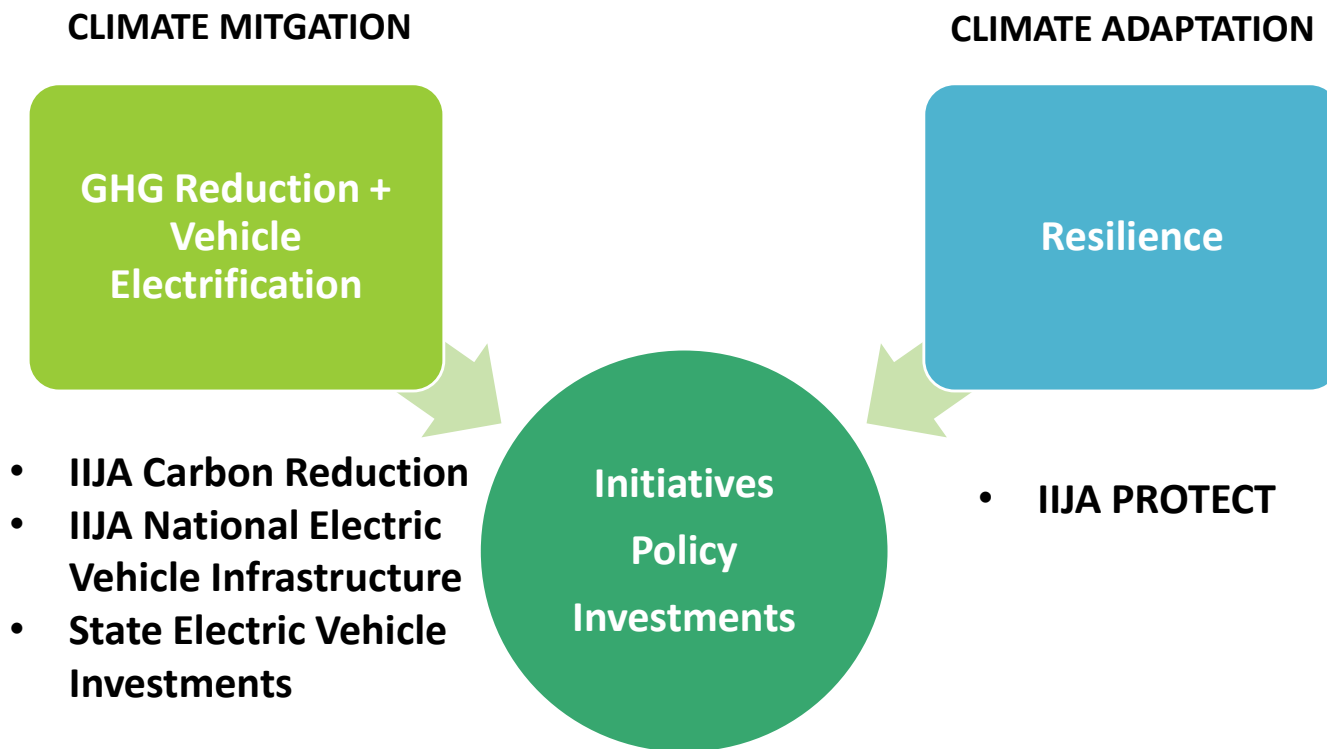 CLIMATE MITGATION
GHG Reduction +
Vehicle
Electrification
• IIJA Carbon Reduction
• IIJA National Electric
Vehicle Infrastructure
• State Electric Vehicle
Investments
Initiatives
Policy
Investments
CLIMATE ADAPTATION
Resilience
• IIJA PROTECT